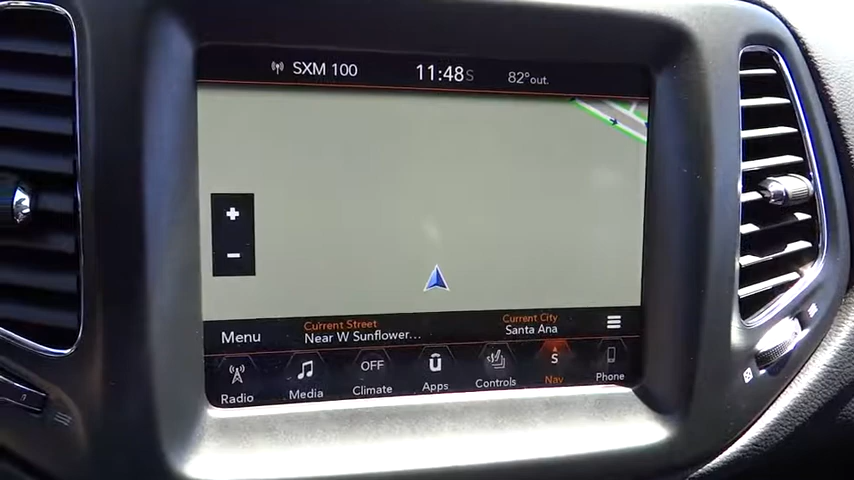 SXM 100
11:48
82°out.
+
-
Current Street
Current City
Menu
Near W Sunflower...
Santa Ana
OFF
S
Radio
Media
Climate
Apps
Controls
Nav
Phone